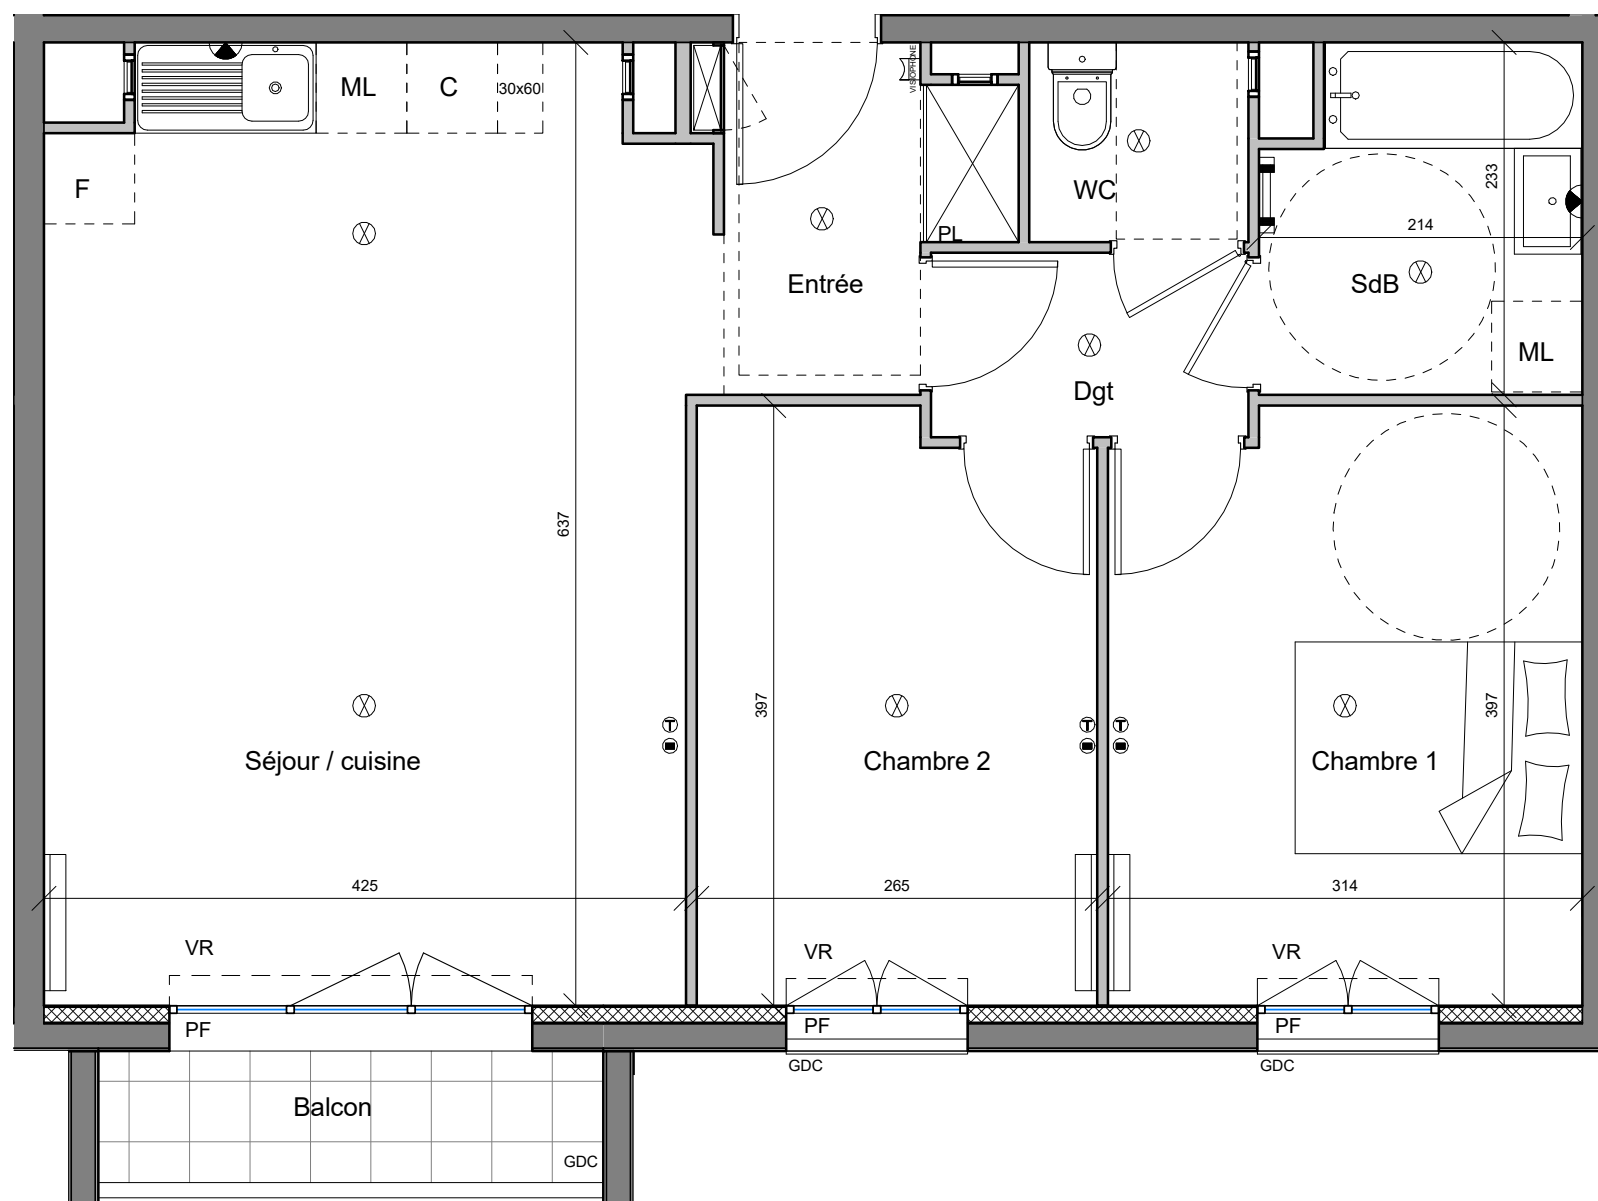 ML
C
30x60
VISIOPHONE
F
WC
233
PL
214
Entrée
SdB
ML
Dgt
637
397
397
Séjour / cuisine
Chambre 2
Chambre 1
T
T
T
425
265
314
VR
VR
VR
PF
PF
PF
GDC
GDC
Balcon
GDC